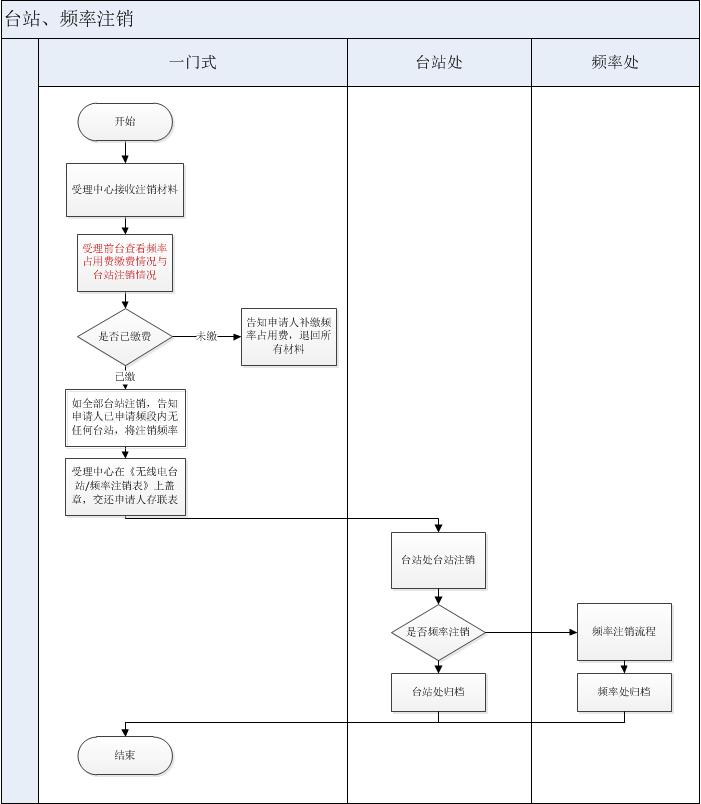 台站、频率注销
一门式
台站处
频率处
开始
受理中心接收注销材料
受理前台查看频率
占用费缴费情况与
台站注销情况
是否已缴费
未缴
告知申请人补缴频
率占用费，退回所
有材料
已缴
如全部台站注销，告知
申请人已申请频段内无
任何台站，将注销频率
受理中心在《无线电台
站/频率注销表》上盖
章，交还申请人存联表
台站处台站注销
是否频率注销
频率注销流程
台站处归档
频率处归档
结束